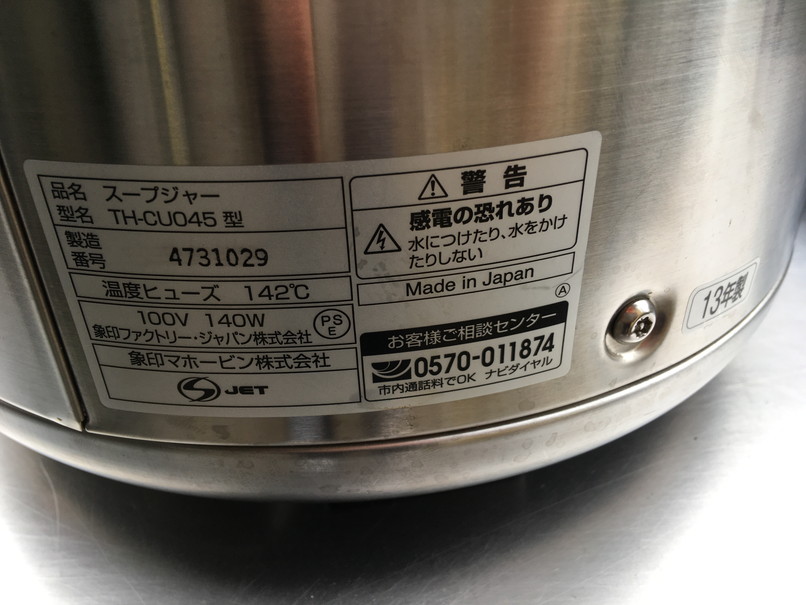 品名 スープジャー
型名 TH-CU045 型
製造
番号 4731029
温度ヒューズ 142℃
100V 140W
象印ファクトリー・ジャパン株式会社
PS
E
象印マホービン株式会社
JET
警告
感電の恐れあり
水につけたり、水をかけ
たりしない
Made in Japan
A
お客様ご相談センター
0570-011874
市内通話料でOK ナビダイヤル
13年製